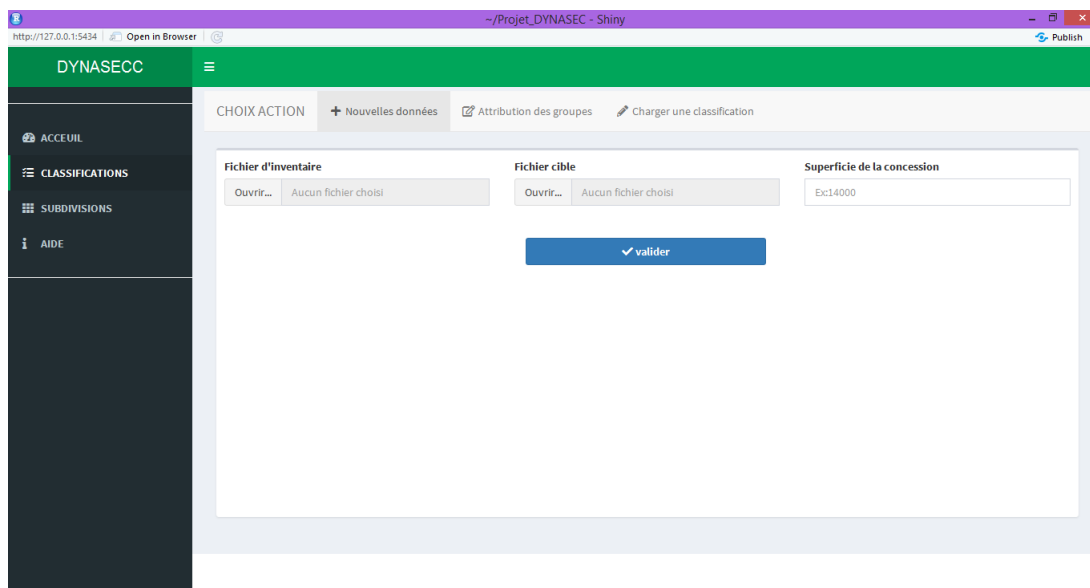 ~/Projet_DYNASEC - Shiny
http://127.0.0.1:5434 Open in Browser Publish
DYNASECC
CHOIX ACTION Nouvelles données Attribution des groupes Charger une classification
ACCEUIL
CLASSIFICATIONS
SUBDIVISIONS
AIDE
Fichier d'inventaire Fichier cible Superficie de la concession
Ouvrir... Aucun fichier choisi Ouvrir... Aucun fichier choisi Ex:14000
valider